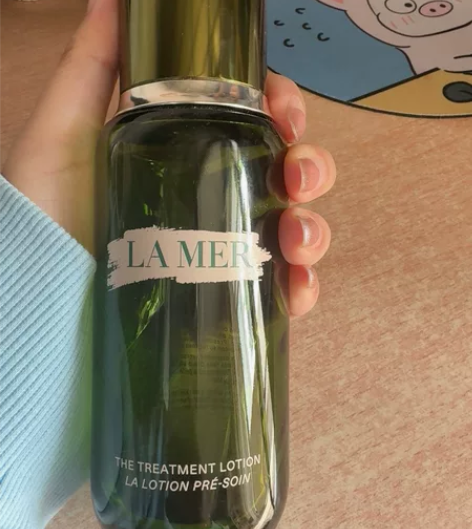 LA MER
THE TREATMENT LOTION
LA LOTION PRÉ-SOIN